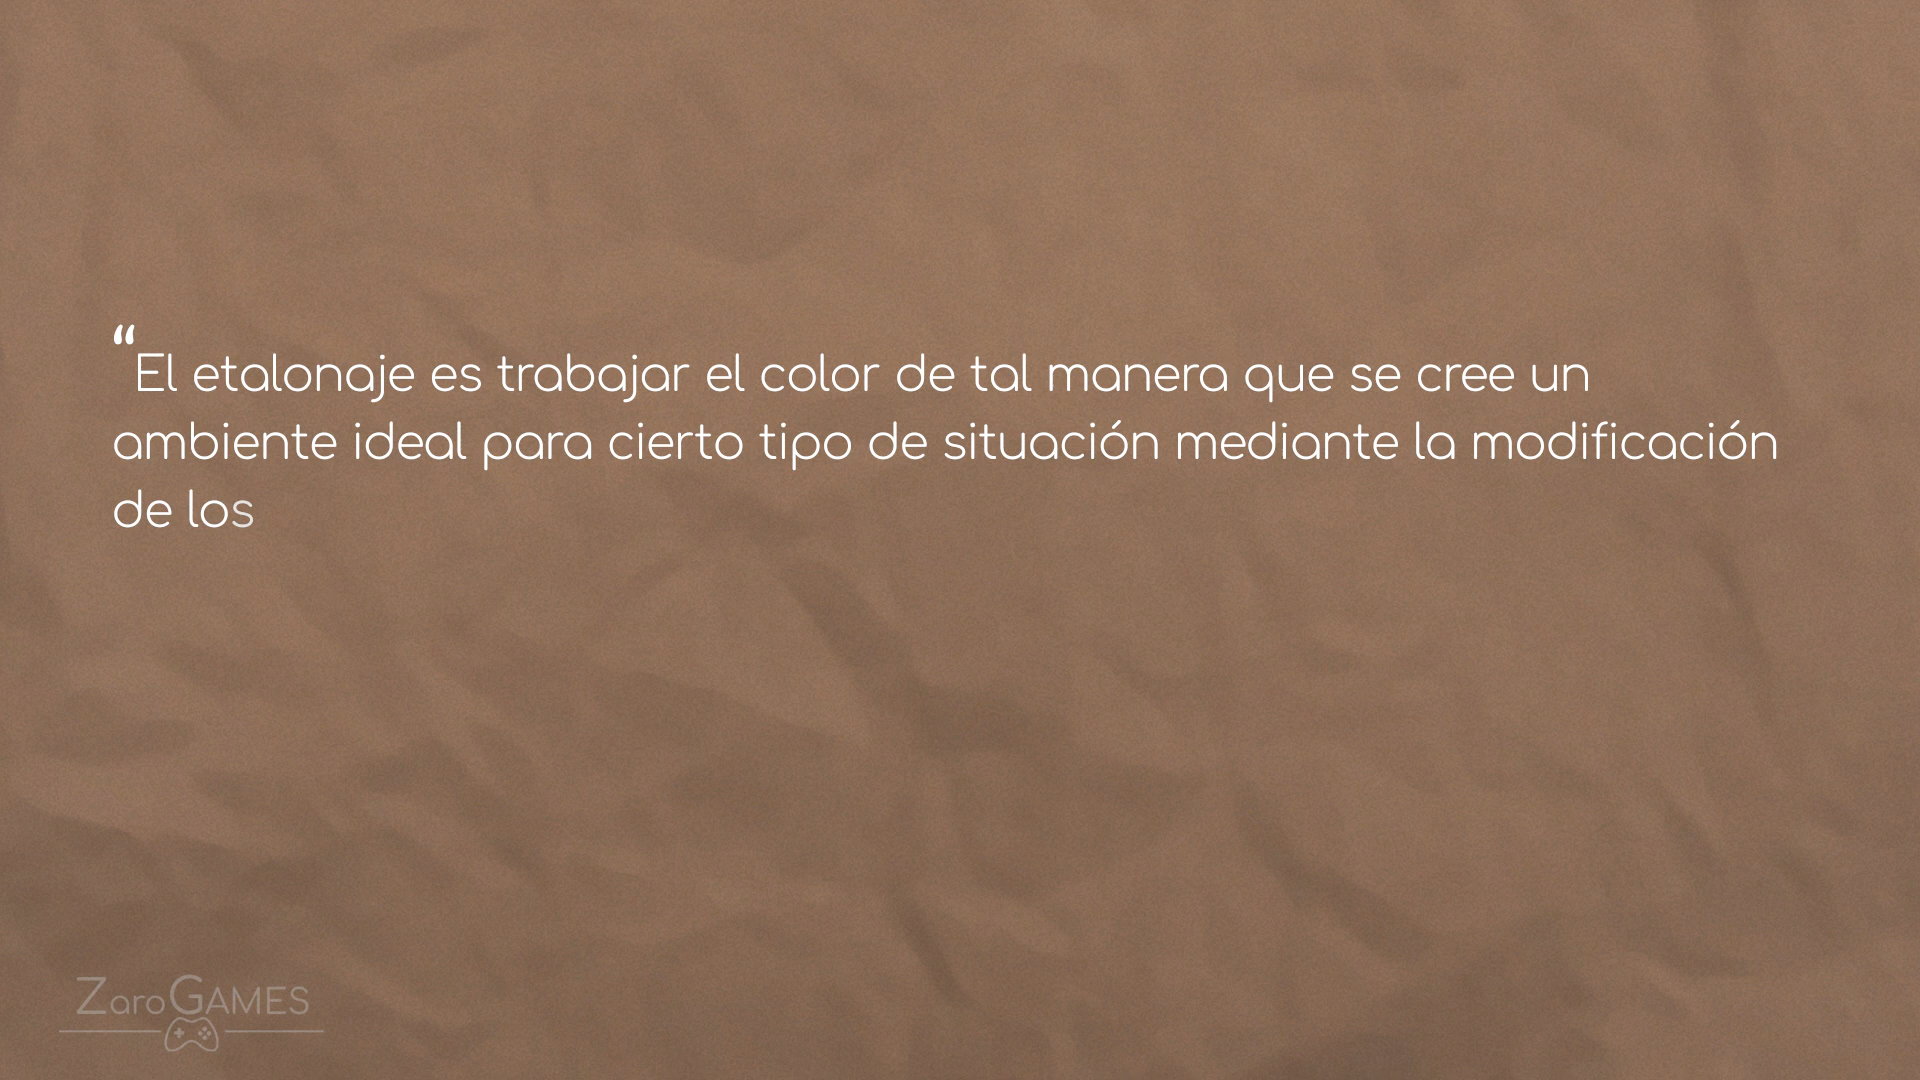 “El etalonaje es trabajar el color de tal manera que se cree un
ambiente ideal para cierto tipo de situación mediante la modificación
de los
ZaroGAMES